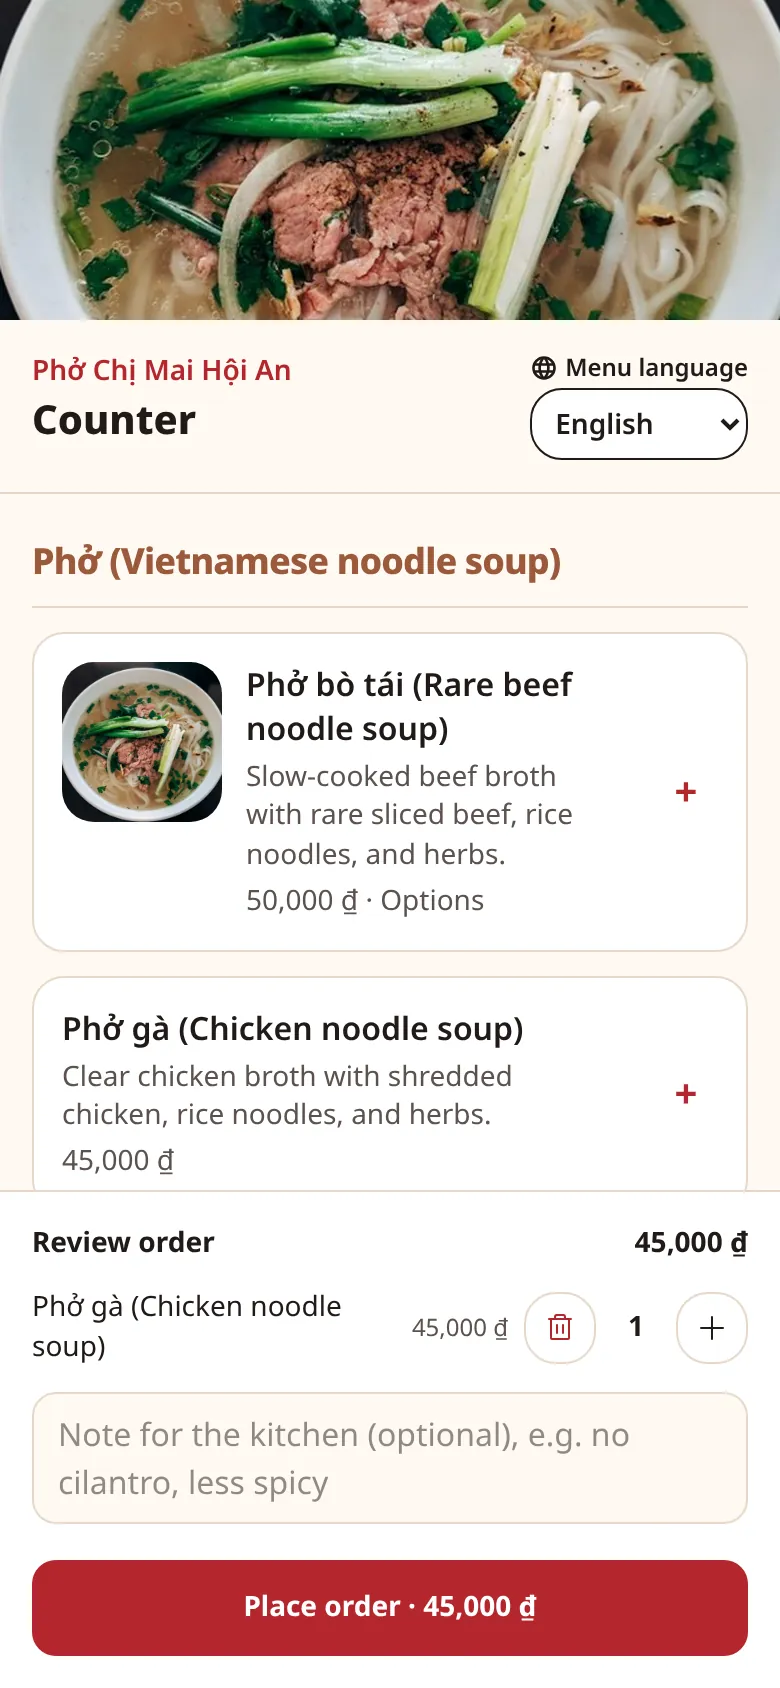 Phở Chị Mai Hội An
Counter
Menu language
English
Phở (Vietnamese noodle soup)
Phở bò tái (Rare beef
noodle soup)
Slow-cooked beef broth
with rare sliced beef, rice
noodles, and herbs.
50,000 ₫ · Options
+
Phở gà (Chicken noodle soup)
Clear chicken broth with shredded
chicken, rice noodles, and herbs.
45,000 ₫
+
Review order
45,000 ₫
Phở gà (Chicken noodle
soup)
45,000 ₫
1
+
Note for the kitchen (optional), e.g. no
cilantro, less spicy
Place order · 45,000 ₫